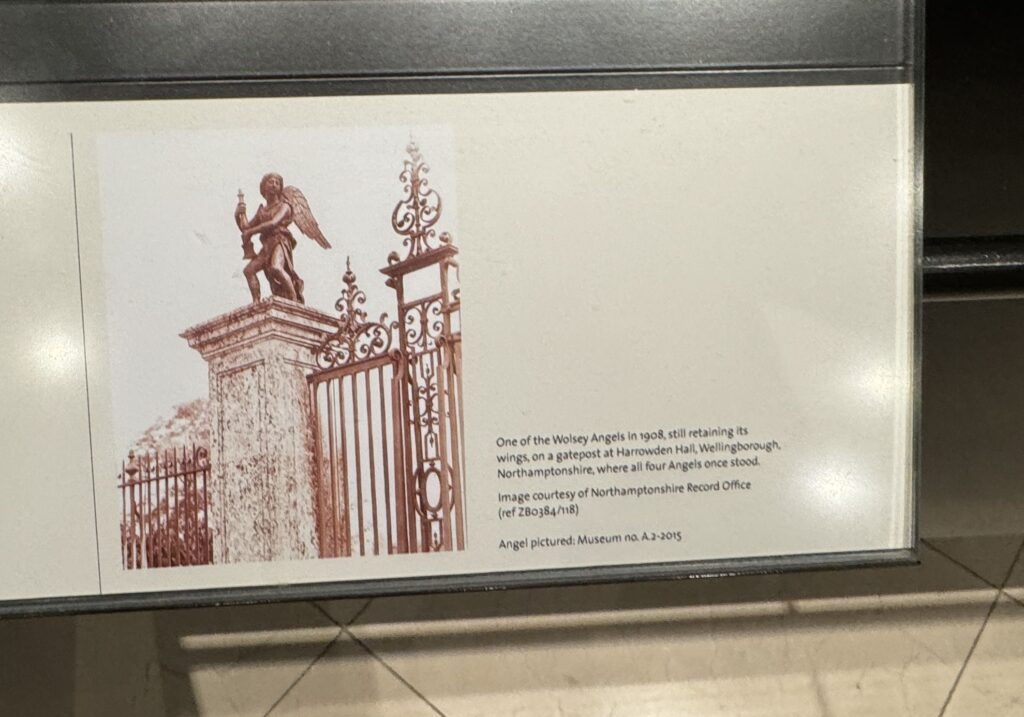 One of the Wolsey Angels in 1908, still retaining its
wings, on a gatepost at Harrowden Hall, Wellingborough,
Northamptonshire, where all four Angels once stood.
Image courtesy of Northamptonshire Record Office
(ref ZB0384/118)
Angel pictured: Museum no. A.2-2015